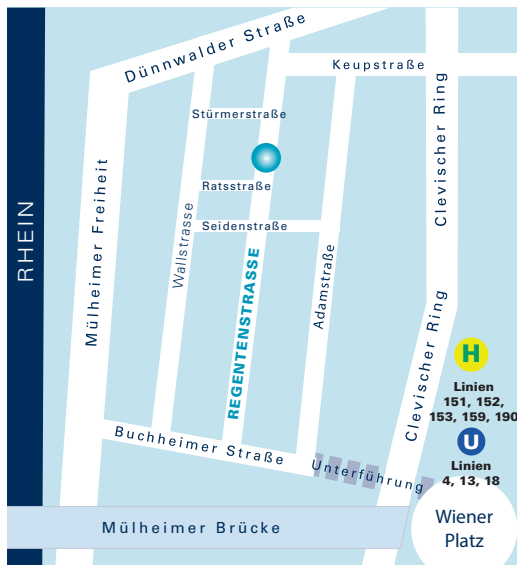 Dünnwalder Straße
Keupstraße
Stürmerstraße
Clevischer Ring
Mülheimer Freiheit
Ratsstraße
RHEIN
Wallstrasse
Seidenstraße
Adamstraße
REGENTENSTRASSE
Clevischer Ring
H
Linien
151, 152,
153, 159, 190
U
Linien
4, 13, 18
Buchheimer Straße
Unterführung
Mülheimer Brücke
Wiener
Platz